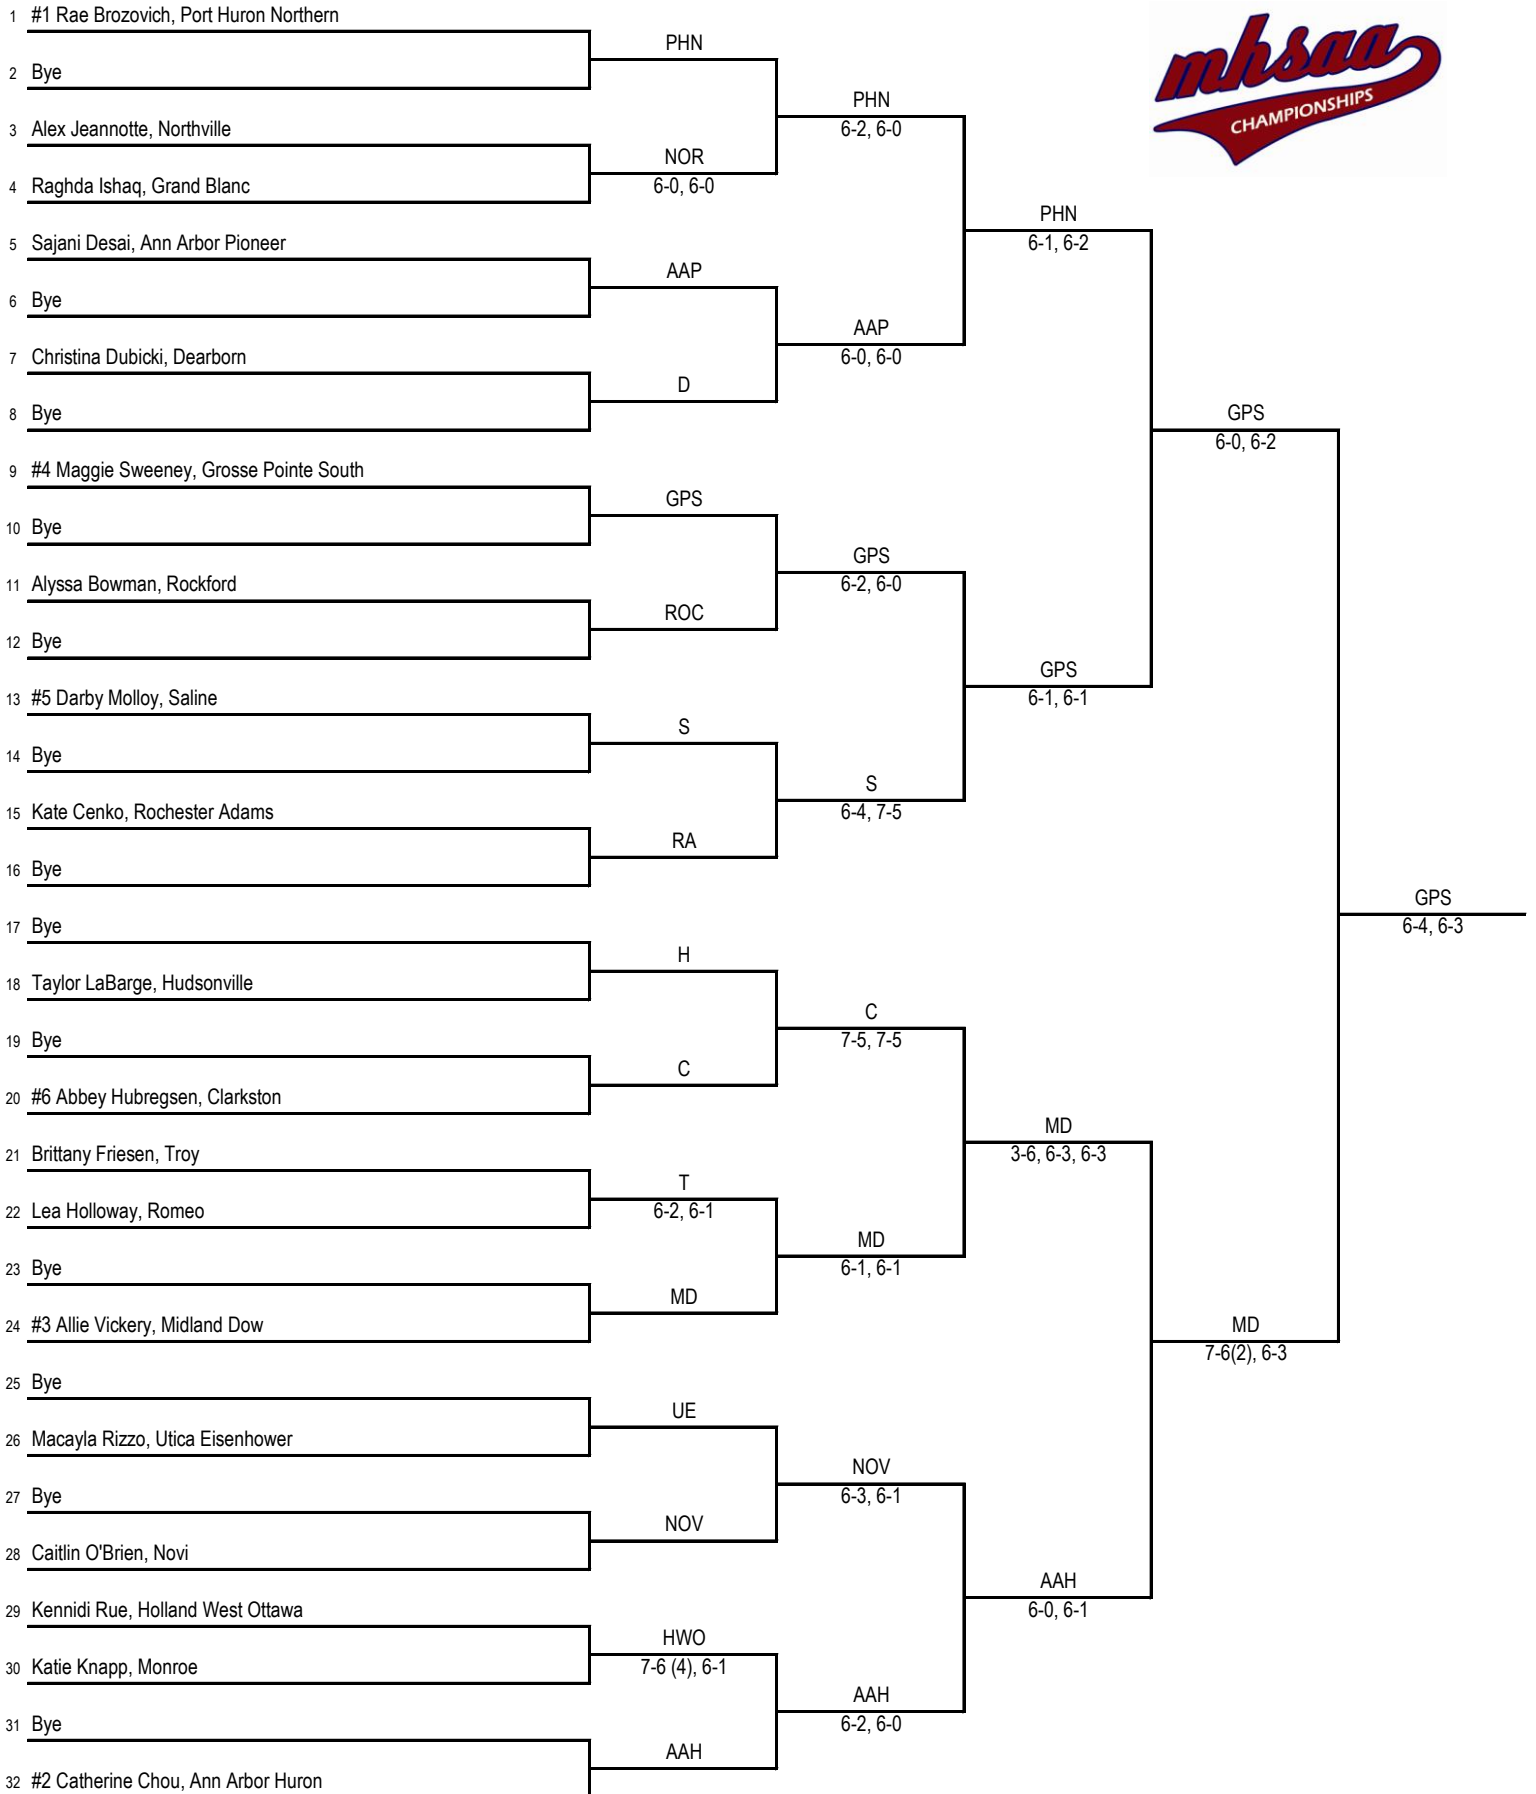 1 #1 Rae Brozovich, Port Huron Northern
2 Bye
3 Alex Jeannotte, Northville
4 Raghda Ishaq, Grand Blanc
5 Sajani Desai, Ann Arbor Pioneer
6 Bye
7 Christina Dubicki, Dearborn
8 Bye
9 #4 Maggie Sweeney, Grosse Pointe South
10 Bye
11 Alyssa Bowman, Rockford
12 Bye
13 #5 Darby Molloy, Saline
14 Bye
15 Kate Cenko, Rochester Adams
16 Bye
17 Bye
18 Taylor LaBarge, Hudsonville
19 Bye
20 #6 Abbey Hubregsen, Clarkston
21 Brittany Friesen, Troy
22 Lea Holloway, Romeo
23 Bye
24 #3 Allie Vickery, Midland Dow
25 Bye
26 Macayla Rizzo, Utica Eisenhower
27 Bye
28 Caitlin O'Brien, Novi
29 Kennidi Rue, Holland West Ottawa
30 Katie Knapp, Monroe
31 Bye
32 #2 Catherine Chou, Ann Arbor Huron
PHN
NOR
6-0, 6-0
AAP
D
GPS
ROC
S
RA
H
C
T
6-2, 6-1
MD
UE
NOV
HWO
7-6 (4), 6-1
AAH
PHN
6-2, 6-0
AAP
6-0, 6-0
GPS
6-2, 6-0
S
6-4, 7-5
C
7-5, 7-5
MD
6-1, 6-1
NOV
6-3, 6-1
AAH
6-2, 6-0
PHN
6-1, 6-2
GPS
6-1, 6-1
MD
3-6, 6-3, 6-3
AAH
6-0, 6-1
GPS
6-0, 6-2
MD
7-6(2), 6-3
GPS
6-4, 6-3
mhsaa
CHAMPIONSHIPS